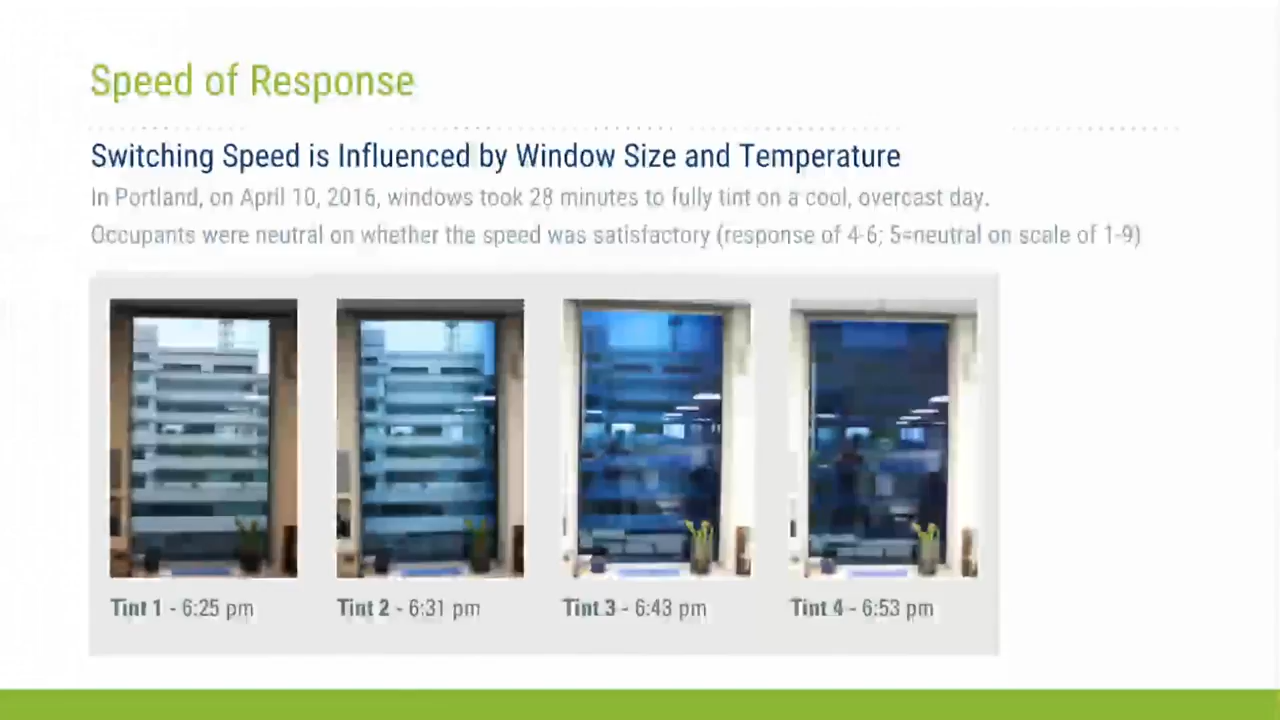 Speed of Response
Switching Speed is Influenced by Window Size and Temperature
In Portland, on April 10, 2016, windows took 28 minutes to fully tint on a cool, overcast day.
Occupants were neutral on whether the speed was satisfactory (response of 4-6; 5=neutral on scale of 1-9)
Tint 1 - 6:25 pm
Tint 2 - 6:31 pm
Tint 3 - 6:43 pm
Tint 4 - 6:53 pm